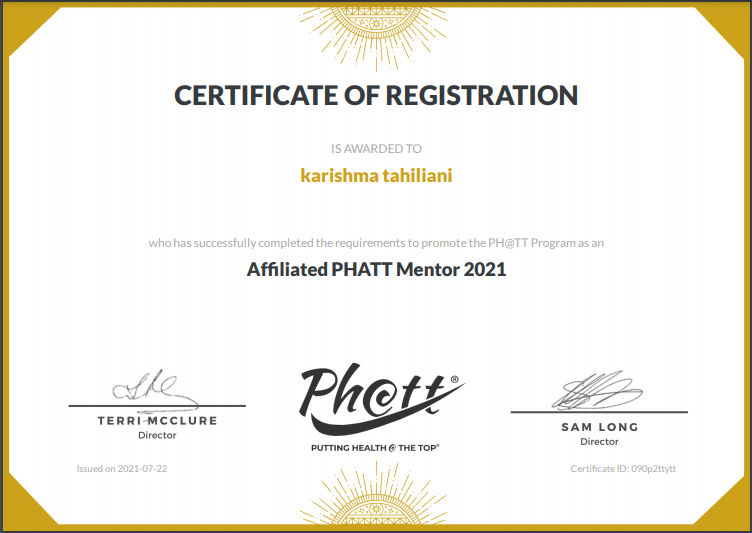 CERTIFICATE OF REGISTRATION
IS AWARDED TO
karishma tahiliani
who has successfully completed the requirements to promote the PH@TT Program as an
Affiliated PHATT Mentor 2021
Ph@tt®
PUTTING HEALTH @ THE TOP®
TERRI MCCLURE
Director
SAM LONG
Director
Issued on 2021-07-22
Certificate ID: 090p2ttytt